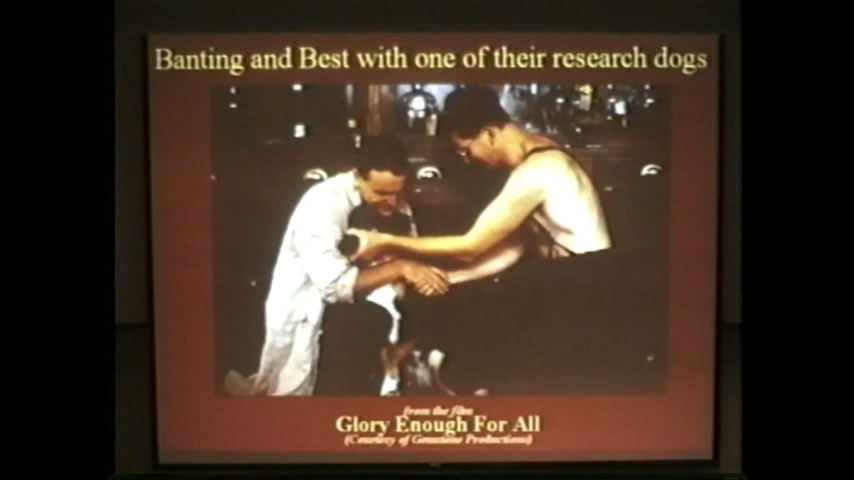 Banting and Best with one of their research dogs
from the film
Glory Enough For All
(Courtesy of Gemstone Productions)